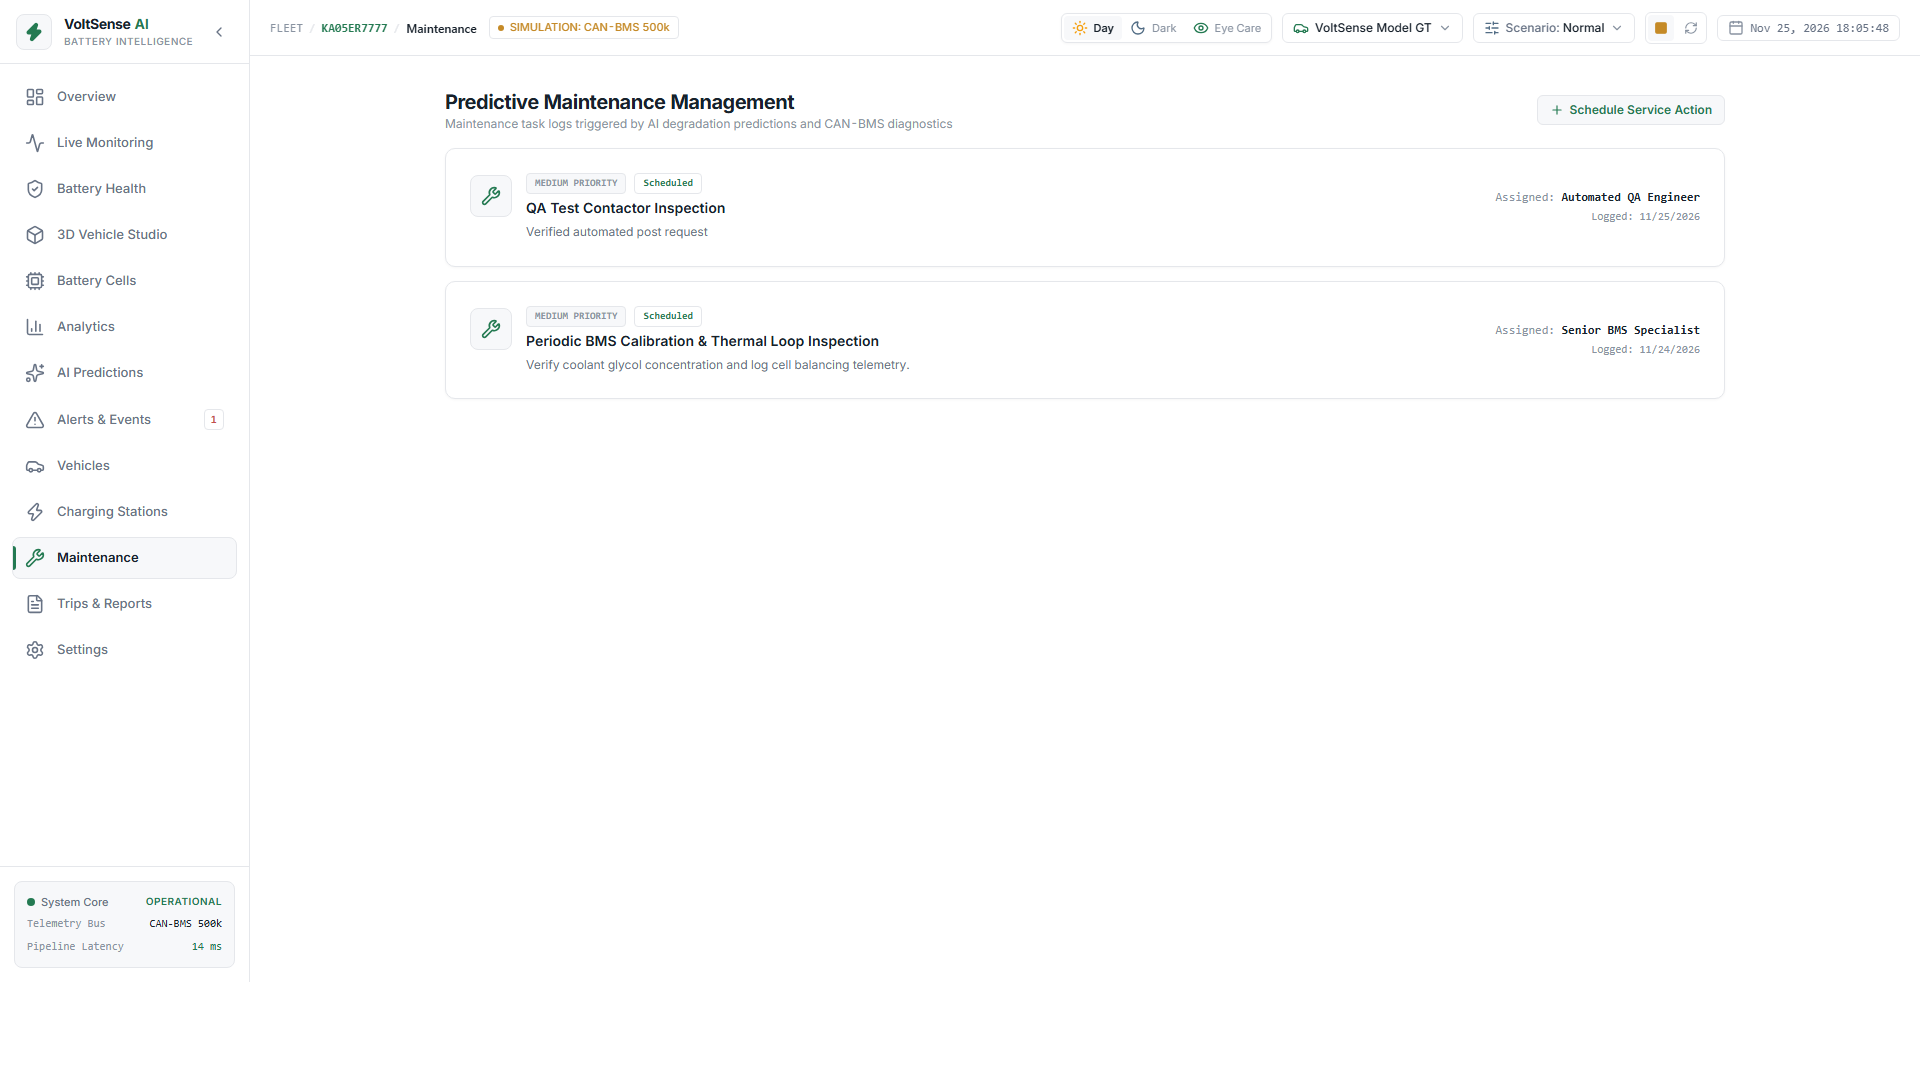 VoltSense AI
BATTERY INTELLIGENCE
Overview
Live Monitoring
Battery Health
3D Vehicle Studio
Battery Cells
Analytics
AI Predictions
Alerts & Events 1
Vehicles
Charging Stations
Maintenance
Trips & Reports
Settings
System Core OPERATIONAL
Telemetry Bus CAN-BMS 500k
Pipeline Latency 14 ms
FLEET / KA05ER7777 / Maintenance SIMULATION: CAN-BMS 500k
Day Dark Eye Care VoltSense Model GT Scenario: Normal Nov 25, 2026 18:05:48
Predictive Maintenance Management
Maintenance task logs triggered by AI degradation predictions and CAN-BMS diagnostics
+ Schedule Service Action
MEDIUM PRIORITY Scheduled
QA Test Contactor Inspection
Verified automated post request
Assigned: Automated QA Engineer
Logged: 11/25/2026
MEDIUM PRIORITY Scheduled
Periodic BMS Calibration & Thermal Loop Inspection
Verify coolant glycol concentration and log cell balancing telemetry.
Assigned: Senior BMS Specialist
Logged: 11/24/2026